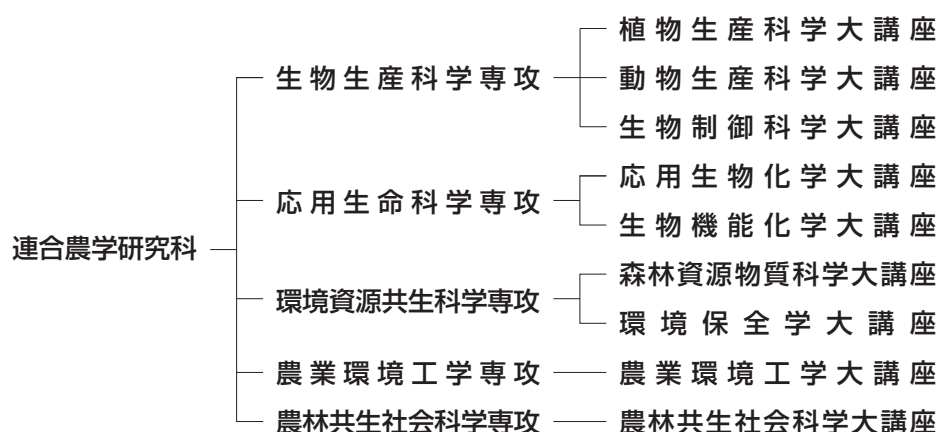 連合農学研究科
生物生産科学専攻
植物生産科学大講座
動物生産科学大講座
生物制御科学大講座
応用生命科学専攻
応用生物化学大講座
生物機能化学大講座
環境資源共生科学専攻
森林資源物質科学大講座
環境保全学大講座
農業環境工学専攻
農業環境工学大講座
農林共生社会科学専攻
農林共生社会科学大講座